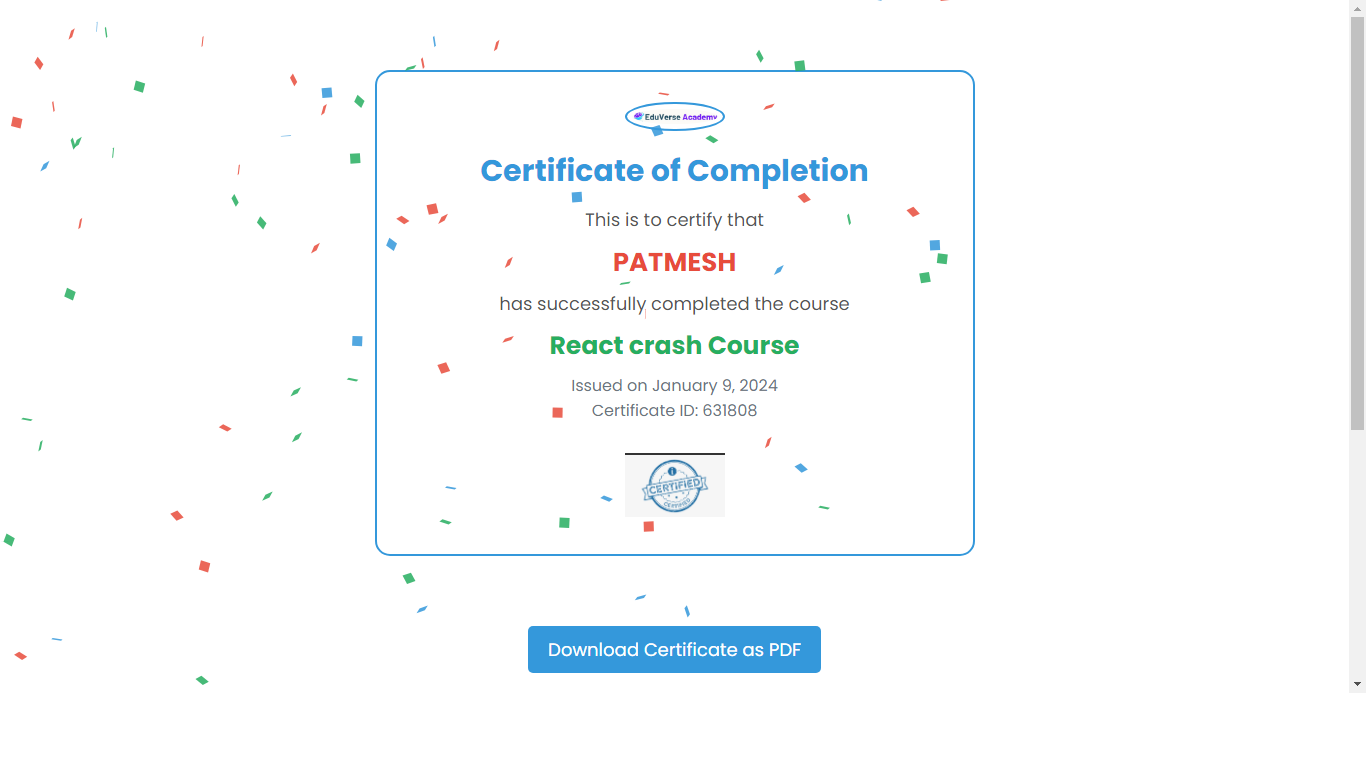 EduVerse Academy
Certificate of Completion
This is to certify that
PATMESH
has successfully completed the course
React crash Course
Issued on January 9, 2024
Certificate ID: 631808
CERTIFIED
CERTIFIED
Download Certificate as PDF